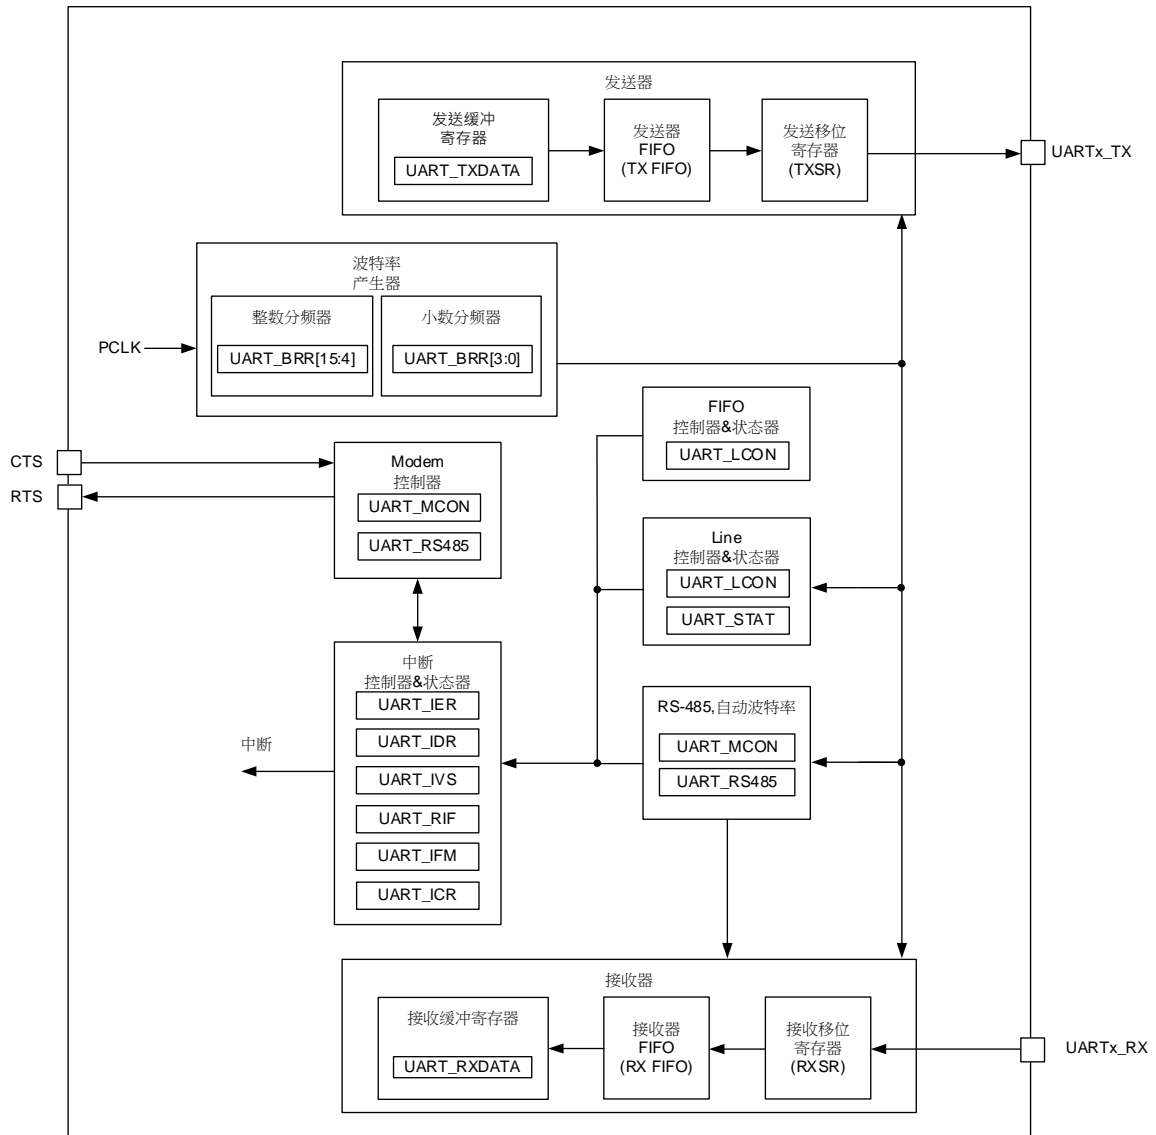 发送器
发送缓冲
寄存器
UART_TXDATA
发送器
FIFO
(TX FIFO)
发送移位
寄存器
(TXSR)
UARTx_TX
波特率
产生器
整数分频器
UART_BRR[15:4]
小数分频器
UART_BRR[3:0]
PCLK
FIFO
控制器&状态器
UART_LCON
CTS
RTS
Modem
控制器
UART_MCON
UART_RS485
Line
控制器&状态器
UART_LCON
UART_STAT
中断
控制器&状态器
UART_IER
UART_IDR
UART_IVS
UART_RIF
UART_IFM
UART_ICR
中断
RS-485,自动波特率
UART_MCON
UART_RS485
接收器
接收缓冲寄存器
UART_RXDATA
接收器
FIFO
(RX FIFO)
接收移位
寄存器
(RXSR)
UARTx_RX